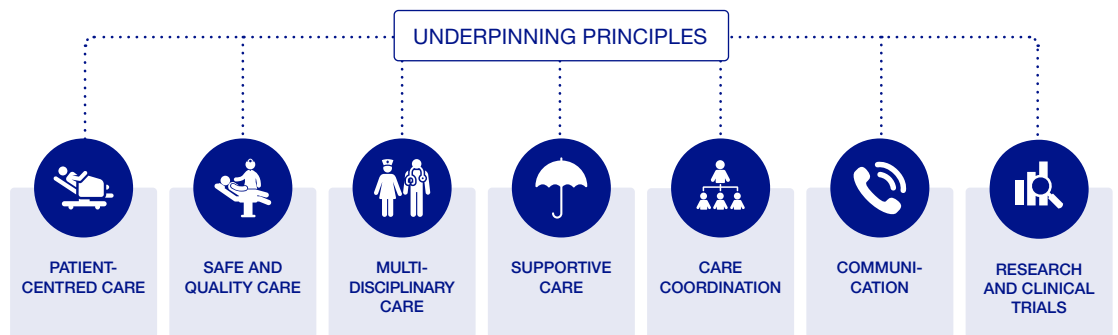 UNDERPINNING PRINCIPLES
PATIENT-
CENTRED CARE
SAFE AND
QUALITY CARE
MULTI-
DISCIPLINARY
CARE
SUPPORTIVE
CARE
CARE
COORDINATION
COMMUNI-
CATION
RESEARCH
AND CLINICAL
TRIALS